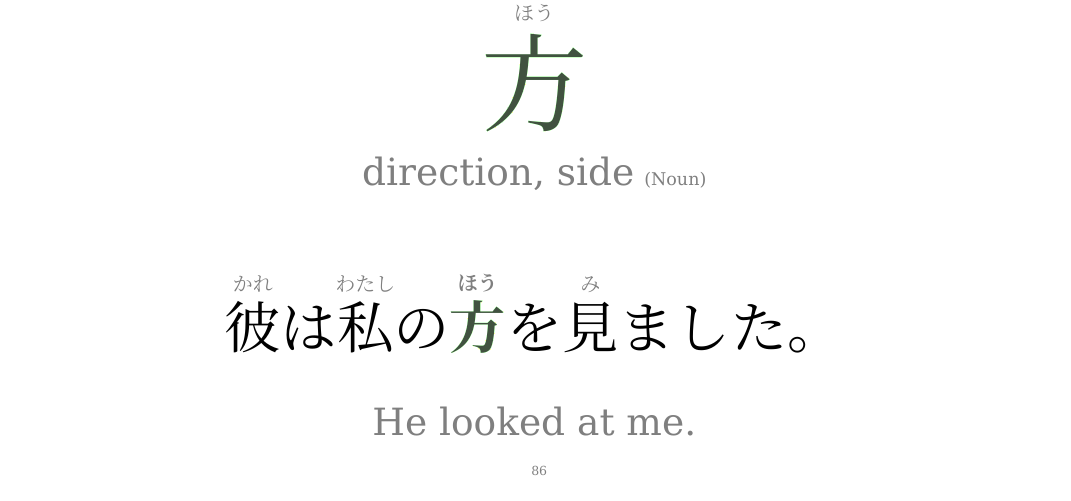 ほう
方
direction, side (Noun)
かれ わたし ほう み
彼は私の方を見ました。
He looked at me.
86